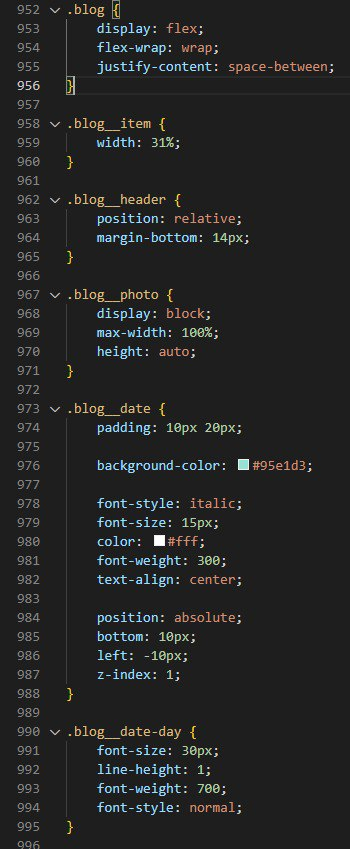 952 .blog {
953 display: flex;
954 flex-wrap: wrap;
955 justify-content: space-between;
956 }
957
958 .blog__item {
959 width: 31%;
960 }
961
962 .blog__header {
963 position: relative;
964 margin-bottom: 14px;
965 }
966
967 .blog__photo {
968 display: block;
969 max-width: 100%;
970 height: auto;
971 }
972
973 .blog__date {
974 padding: 10px 20px;
975
976 background-color: #95e1d3;
977
978 font-style: italic;
979 font-size: 15px;
980 color: #fff;
981 font-weight: 300;
982 text-align: center;
983
984 position: absolute;
985 bottom: 10px;
986 left: -10px;
987 z-index: 1;
988 }
989
990 .blog__date-day {
991 font-size: 30px;
992 line-height: 1;
993 font-weight: 700;
994 font-style: normal;
995 }
996